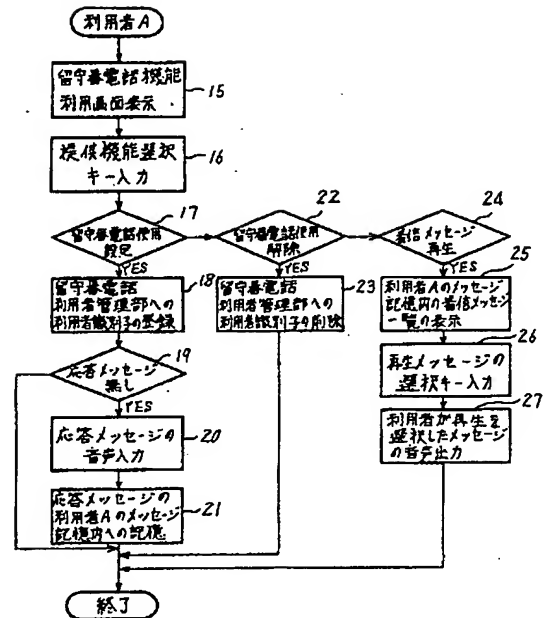 利用者A
留守番電話機能
利用画面表示
15
提供機能選択
キー入力
16
留守番電話使用
設定
17
YES
留守番電話使用
解除
22
YES
着信メッセージ
再生
24
YES
留守番電話
利用者管理部への
利用者識別子の登録
18
留守番電話
利用者管理部への
利用者識別子の削除
23
利用者Aのメッセージ
記憶内の着信メッセージ
一覧の表示
25
応答メッセージ
無し
19
YES
再生メッセージの
選択キー入力
26
応答メッセージの
音声入力
20
利用者が再生を
選択したメッセージ
の音声出力
27
応答メッセージの
利用者Aのメッセージ
記憶内への記憶
21
終了